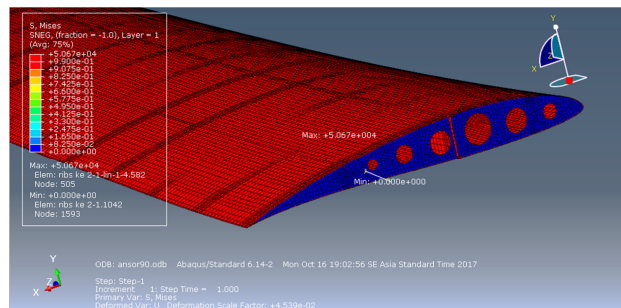 S, Mises
SNEG, (fraction = -1.0), Layer = 1
(Avg: 75%)
+5.067e+04
+9.900e-01
+9.075e-01
+8.250e-01
+7.425e-01
+6.600e-01
+5.775e-01
+4.950e-01
+4.125e-01
+3.300e-01
+2.475e-01
+1.650e-01
+8.250e-02
+0.000e+00
Max: +5.067e+04
Elem: ribs ke 2-1-lin-1-4.582
Node: 505
Min: +0.000e+00
Elem: ribs ke 2-1.1042
Node: 1593
Y
X
Z
Max: +5.067e+004
Min: +0.000e+000
ODB: ansor90.odb Abaqus/Standard 6.14-2 Mon Oct 16 19:02:56 SE Asia Standard Time 2017
Y
Z
X
Step: Step-1
Increment 1: Step Time = 1.000
Primary Var: S, Mises
Deformed Var: U Deformation Scale Factor: +4.539e-02